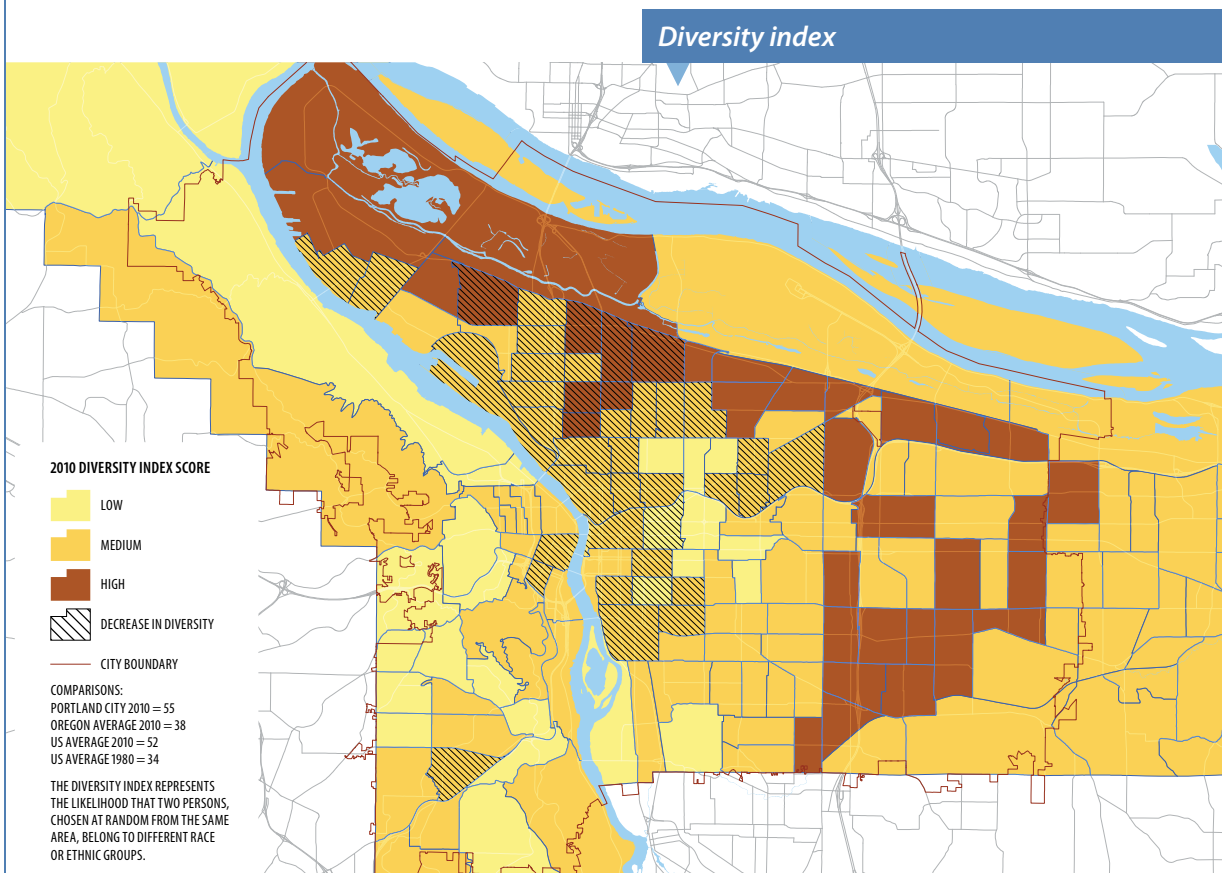 Diversity index
2010 DIVERSITY INDEX SCORE
LOW
MEDIUM
HIGH
DECREASE IN DIVERSITY
CITY BOUNDARY
COMPARISONS:
PORTLAND CITY 2010 = 55
OREGON AVERAGE 2010 = 38
US AVERAGE 2010 = 52
US AVERAGE 1980 = 34
THE DIVERSITY INDEX REPRESENTS
THE LIKELIHOOD THAT TWO PERSONS,
CHOSEN AT RANDOM FROM THE SAME
AREA, BELONG TO DIFFERENT RACE
OR ETHNIC GROUPS.